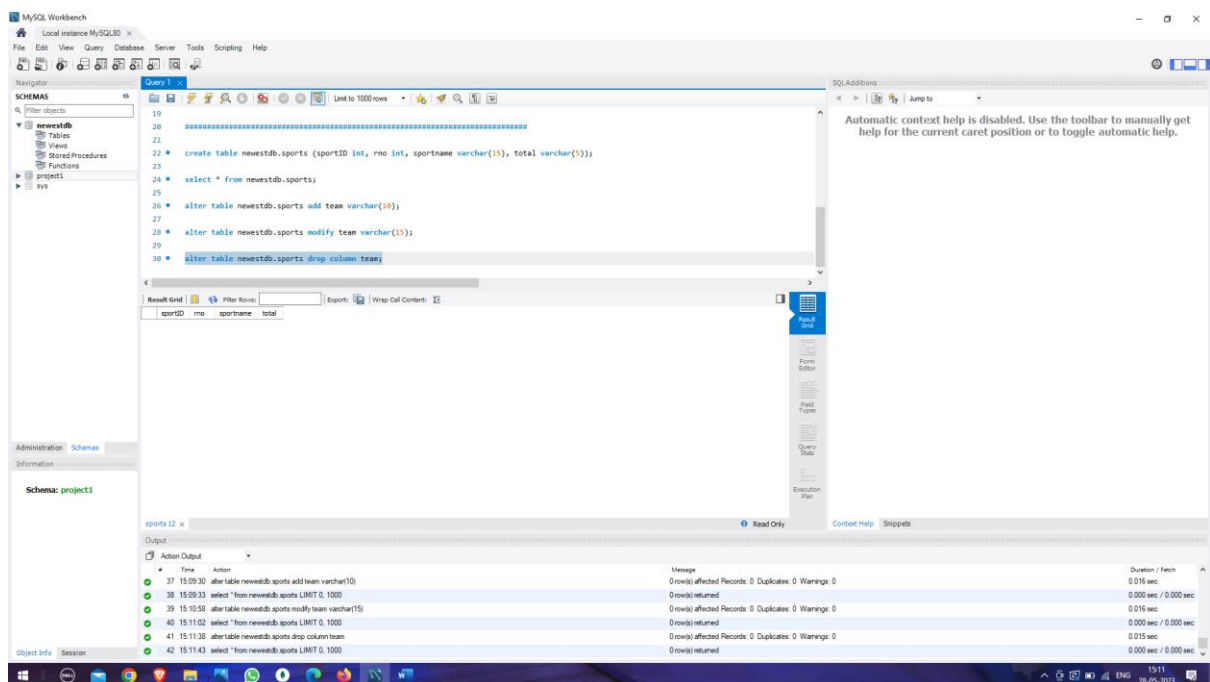 MySQL Workbench
Local instance MySQL80 ×
File Edit View Query Database Server Tools Scripting Help
Navigator
SCHEMAS
Filter objects
newestdb
Tables
Views
Stored Procedures
Functions
project1
sys
Administration Schemas
Information
Schema: project1
Object Info Session
Query 1 ×
Limit to 1000 rows
19
20 ####################################################################################
21
22 create table newestdb.sports (sportID int, rno int, sportname varchar(15), total varchar(5));
23
24 select * from newestdb.sports;
25
26 alter table newestdb.sports add team varchar(10);
27
28 alter table newestdb.sports modify team varchar(15);
29
30 alter table newestdb.sports drop column team;
Result Grid Filter Rows: Export: Wrap Cell Content:
sportID rno sportname total
Result Grid
Form Editor
Field Types
Query Stats
Execution Plan
sports 12 ×
Read Only
SQLAdditions
Jump to
Automatic context help is disabled. Use the toolbar to manually get
help for the current caret position or to toggle automatic help.
Context Help Snippets
Output
Action Output
# Time Action Message Duration / Fetch
37 15:09:30 alter table newestdb.sports add team varchar(10) 0 row(s) affected Records: 0 Duplicates: 0 Warnings: 0 0.016 sec
38 15:09:33 select * from newestdb.sports LIMIT 0, 1000 0 row(s) returned 0.000 sec / 0.000 sec
39 15:10:58 alter table newestdb.sports modify team varchar(15) 0 row(s) affected Records: 0 Duplicates: 0 Warnings: 0 0.016 sec
40 15:11:02 select * from newestdb.sports LIMIT 0, 1000 0 row(s) returned 0.000 sec / 0.000 sec
41 15:11:38 alter table newestdb.sports drop column team 0 row(s) affected Records: 0 Duplicates: 0 Warnings: 0 0.015 sec
42 15:11:43 select * from newestdb.sports LIMIT 0, 1000 0 row(s) returned 0.000 sec / 0.000 sec
ENG
15:11
28-05-2023